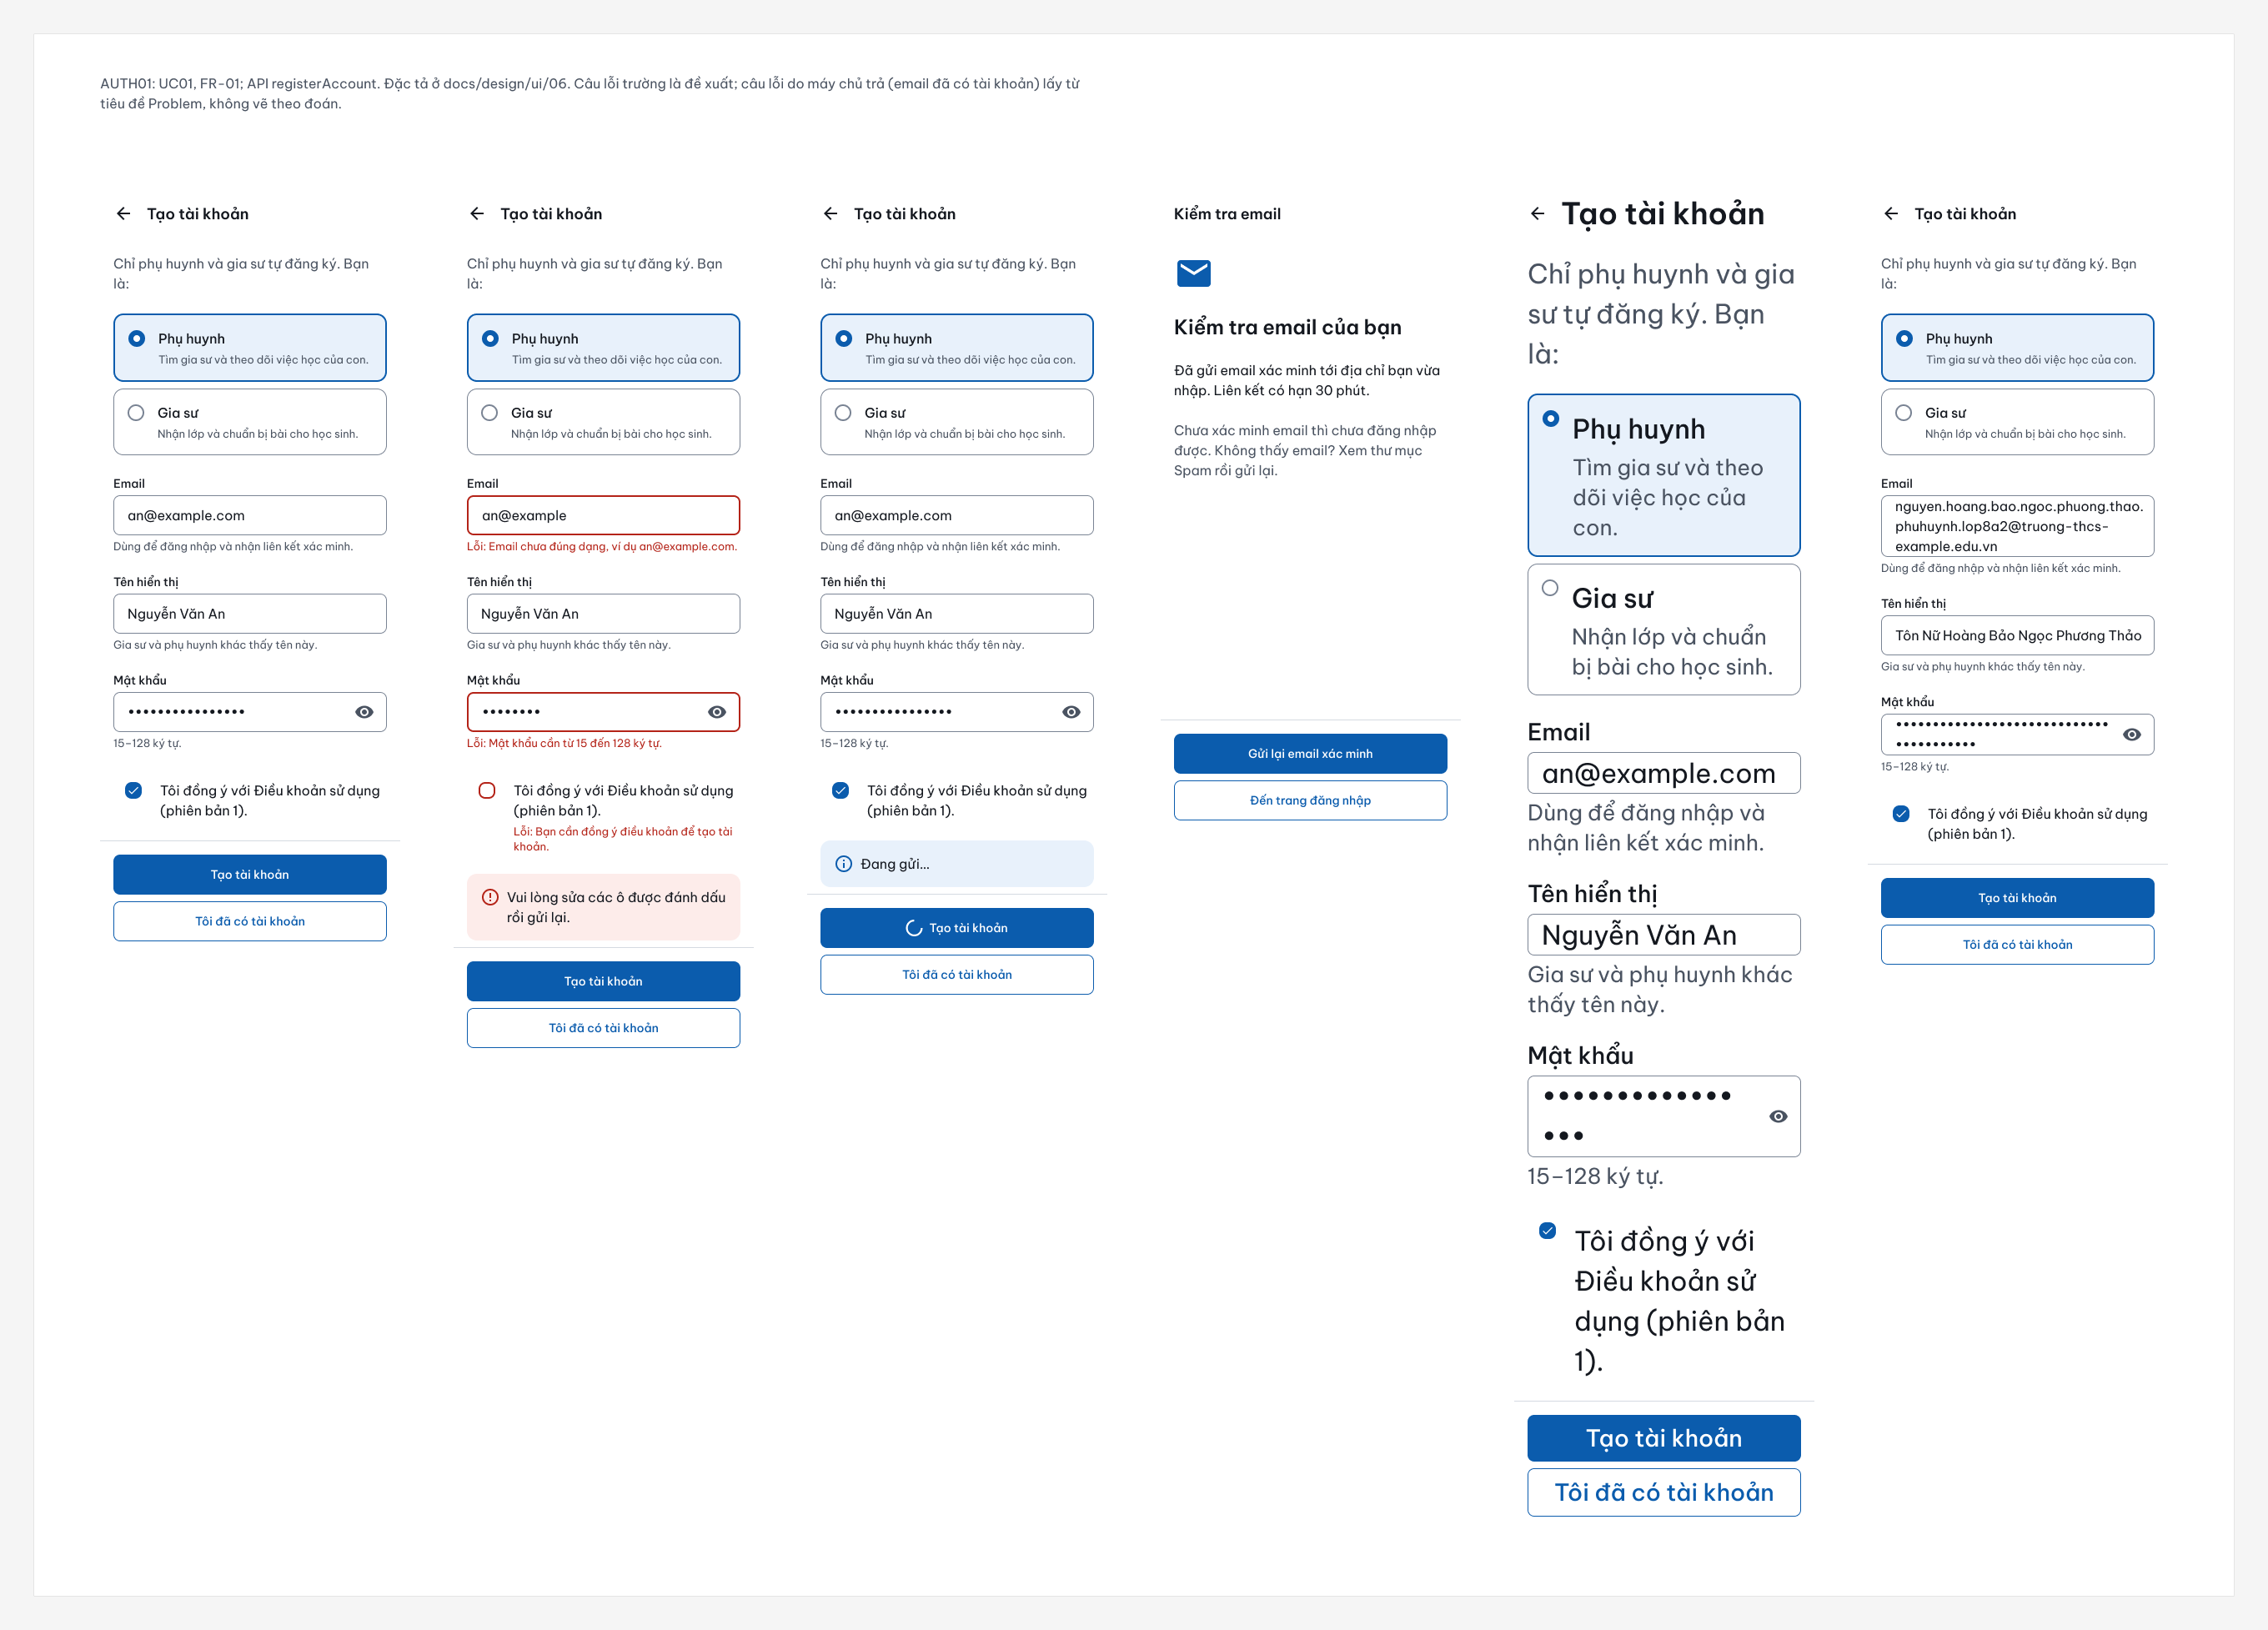 AUTH01: UC01, FR-01; API registerAccount. Đặc tả ở docs/design/ui/06. Câu lỗi trường là đề xuất; câu lỗi do máy chủ trả (email đã có tài khoản) lấy từ
tiêu đề Problem, không vẽ theo đoán.
Tạo tài khoản
Chỉ phụ huynh và gia sư tự đăng ký. Bạn
là:
Phụ huynh
Tìm gia sư và theo dõi việc học của con.
Gia sư
Nhận lớp và chuẩn bị bài cho học sinh.
Email
an@example.com
Dùng để đăng nhập và nhận liên kết xác minh.
Tên hiển thị
Nguyễn Văn An
Gia sư và phụ huynh khác thấy tên này.
Mật khẩu
••••••••••••••••
15–128 ký tự.
Tôi đồng ý với Điều khoản sử dụng
(phiên bản 1).
Tạo tài khoản
Tôi đã có tài khoản
Tạo tài khoản
Chỉ phụ huynh và gia sư tự đăng ký. Bạn
là:
Phụ huynh
Tìm gia sư và theo dõi việc học của con.
Gia sư
Nhận lớp và chuẩn bị bài cho học sinh.
Email
an@example
Lỗi: Email chưa đúng dạng, ví dụ an@example.com.
Tên hiển thị
Nguyễn Văn An
Gia sư và phụ huynh khác thấy tên này.
Mật khẩu
••••••••
Lỗi: Mật khẩu cần từ 15 đến 128 ký tự.
Tôi đồng ý với Điều khoản sử dụng
(phiên bản 1).
Lỗi: Bạn cần đồng ý điều khoản để tạo tài
khoản.
Vui lòng sửa các ô được đánh dấu
rồi gửi lại.
Tạo tài khoản
Tôi đã có tài khoản
Tạo tài khoản
Chỉ phụ huynh và gia sư tự đăng ký. Bạn
là:
Phụ huynh
Tìm gia sư và theo dõi việc học của con.
Gia sư
Nhận lớp và chuẩn bị bài cho học sinh.
Email
an@example.com
Dùng để đăng nhập và nhận liên kết xác minh.
Tên hiển thị
Nguyễn Văn An
Gia sư và phụ huynh khác thấy tên này.
Mật khẩu
••••••••••••••••
15–128 ký tự.
Tôi đồng ý với Điều khoản sử dụng
(phiên bản 1).
Đang gửi…
Tạo tài khoản
Tôi đã có tài khoản
Kiểm tra email
Kiểm tra email của bạn
Đã gửi email xác minh tới địa chỉ bạn vừa
nhập. Liên kết có hạn 30 phút.
Chưa xác minh email thì chưa đăng nhập
được. Không thấy email? Xem thư mục
Spam rồi gửi lại.
Gửi lại email xác minh
Đến trang đăng nhập
Tạo tài khoản
Chỉ phụ huynh và gia
sư tự đăng ký. Bạn
là:
Phụ huynh
Tìm gia sư và theo
dõi việc học của
con.
Gia sư
Nhận lớp và chuẩn
bị bài cho học sinh.
Email
an@example.com
Dùng để đăng nhập và
nhận liên kết xác minh.
Tên hiển thị
Nguyễn Văn An
Gia sư và phụ huynh khác
thấy tên này.
Mật khẩu
•••••••••••••
•••
15–128 ký tự.
Tôi đồng ý với
Điều khoản sử
dụng (phiên bản
1).
Tạo tài khoản
Tôi đã có tài khoản
Tạo tài khoản
Chỉ phụ huynh và gia sư tự đăng ký. Bạn
là:
Phụ huynh
Tìm gia sư và theo dõi việc học của con.
Gia sư
Nhận lớp và chuẩn bị bài cho học sinh.
Email
nguyen.hoang.bao.ngoc.phuong.thao.
phuhuynh.lop8a2@truong-thcs-
example.edu.vn
Dùng để đăng nhập và nhận liên kết xác minh.
Tên hiển thị
Tôn Nữ Hoàng Bảo Ngọc Phương Thảo
Gia sư và phụ huynh khác thấy tên này.
Mật khẩu
•••••••••••••••••••••••••••••
•••••••••••
15–128 ký tự.
Tôi đồng ý với Điều khoản sử dụng
(phiên bản 1).
Tạo tài khoản
Tôi đã có tài khoản